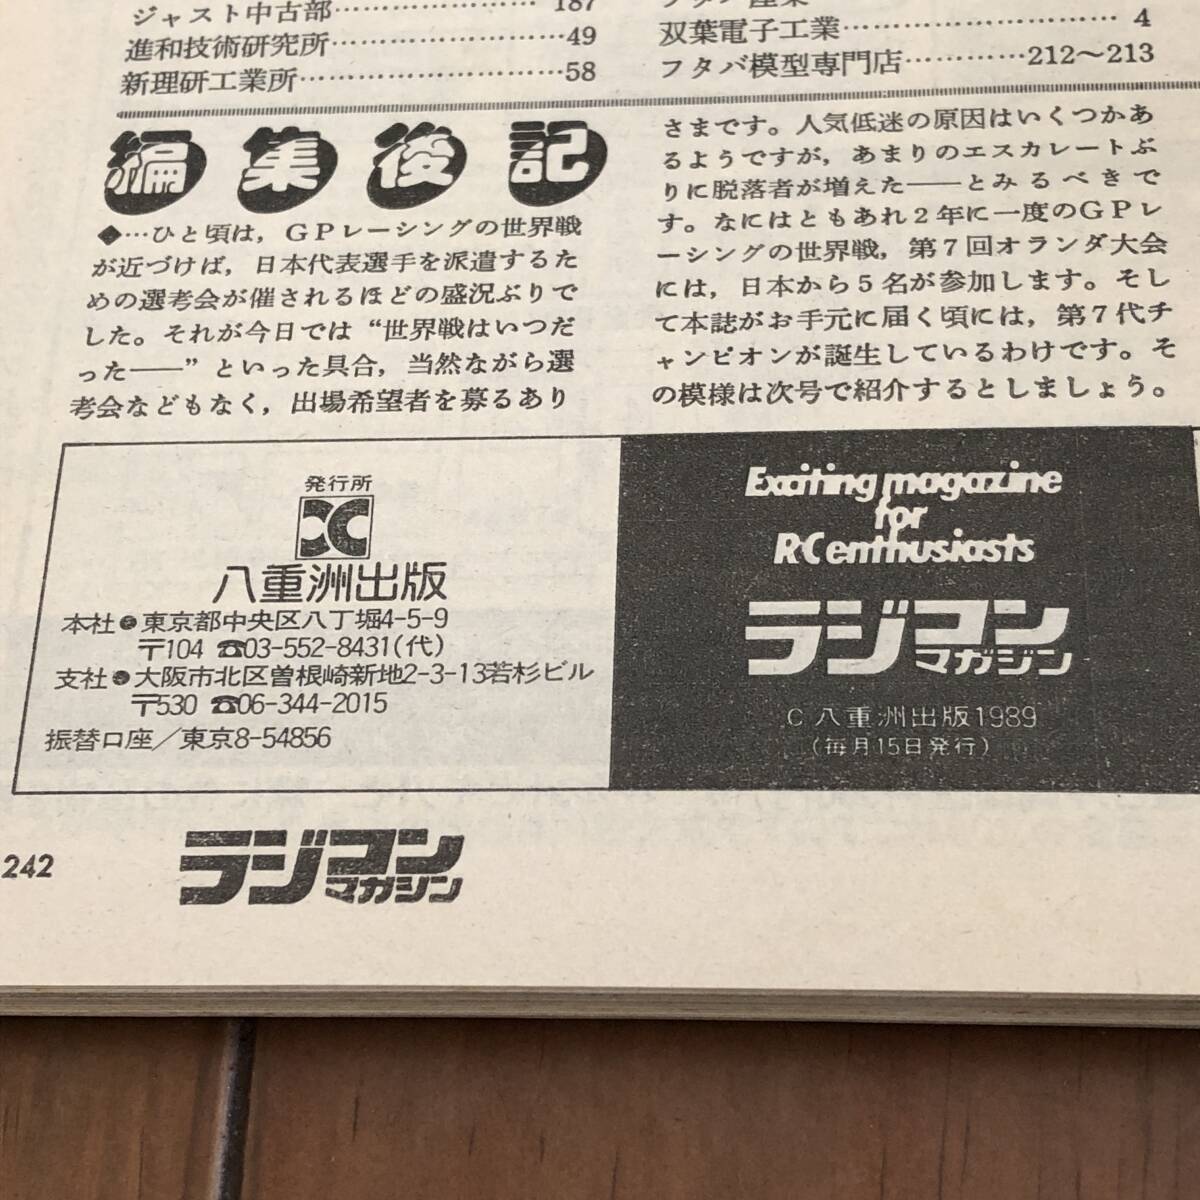 ジャスト中古部……………………187
進和技術研究所……………………49
新理研工業所………………………58
双葉電子工業………………………4
フタバ模型専門店…………212～213
編集後記
◆…ひと頃は，GPレーシングの世界戦
が近づけば，日本代表選手を派遣するた
めの選考会が催されるほどの盛況ぶりで
した。それが今日では“世界戦はいつだ
った――”といった具合，当然ながら選
考会などもなく，出場希望者を募るあり
さまです。人気低迷の原因はいくつかあ
るようですが，あまりのエスカレートぶ
りに脱落者が増えた――とみるべきで
す。なにはともあれ2年に一度のGPレ
ーシングの世界戦，第7回オランダ大会
には，日本から5名が参加します。そし
て本誌がお手元に届く頃には，第7代チ
ャンピオンが誕生しているわけです。そ
の模様は次号で紹介するとしましょう。
発行所
八重洲出版
本社●東京都中央区八丁堀4-5-9
〒104 ☎03-552-8431(代)
支社●大阪市北区曽根崎新地2-3-13若杉ビル
〒530 ☎06-344-2015
振替口座／東京8-54856
Exciting magazine
for
R/C enthusiasts
ラジコン
マガジン
C 八重洲出版1989
(毎月15日発行)
242
ラジコン
マガジン